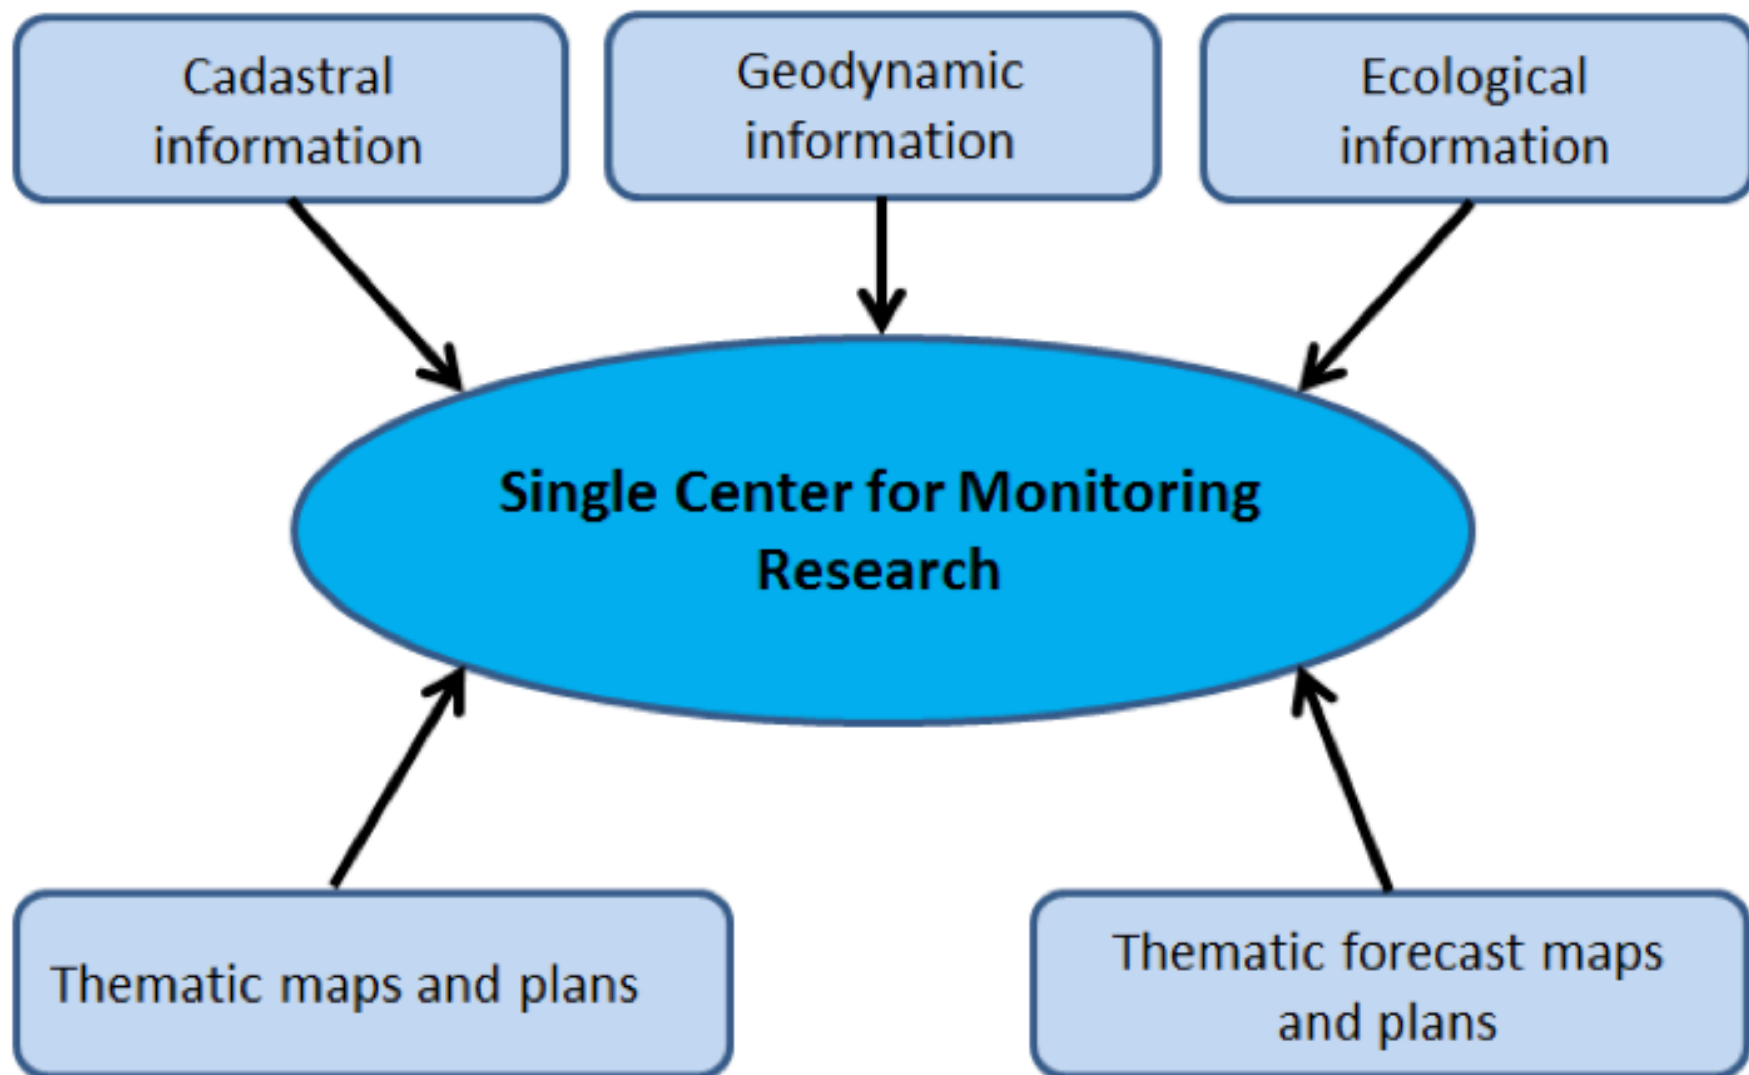 Cadastral
information
Geodynamic
information
Ecological
information
Single Center for Monitoring
Research
Thematic maps and plans
Thematic forecast maps
and plans